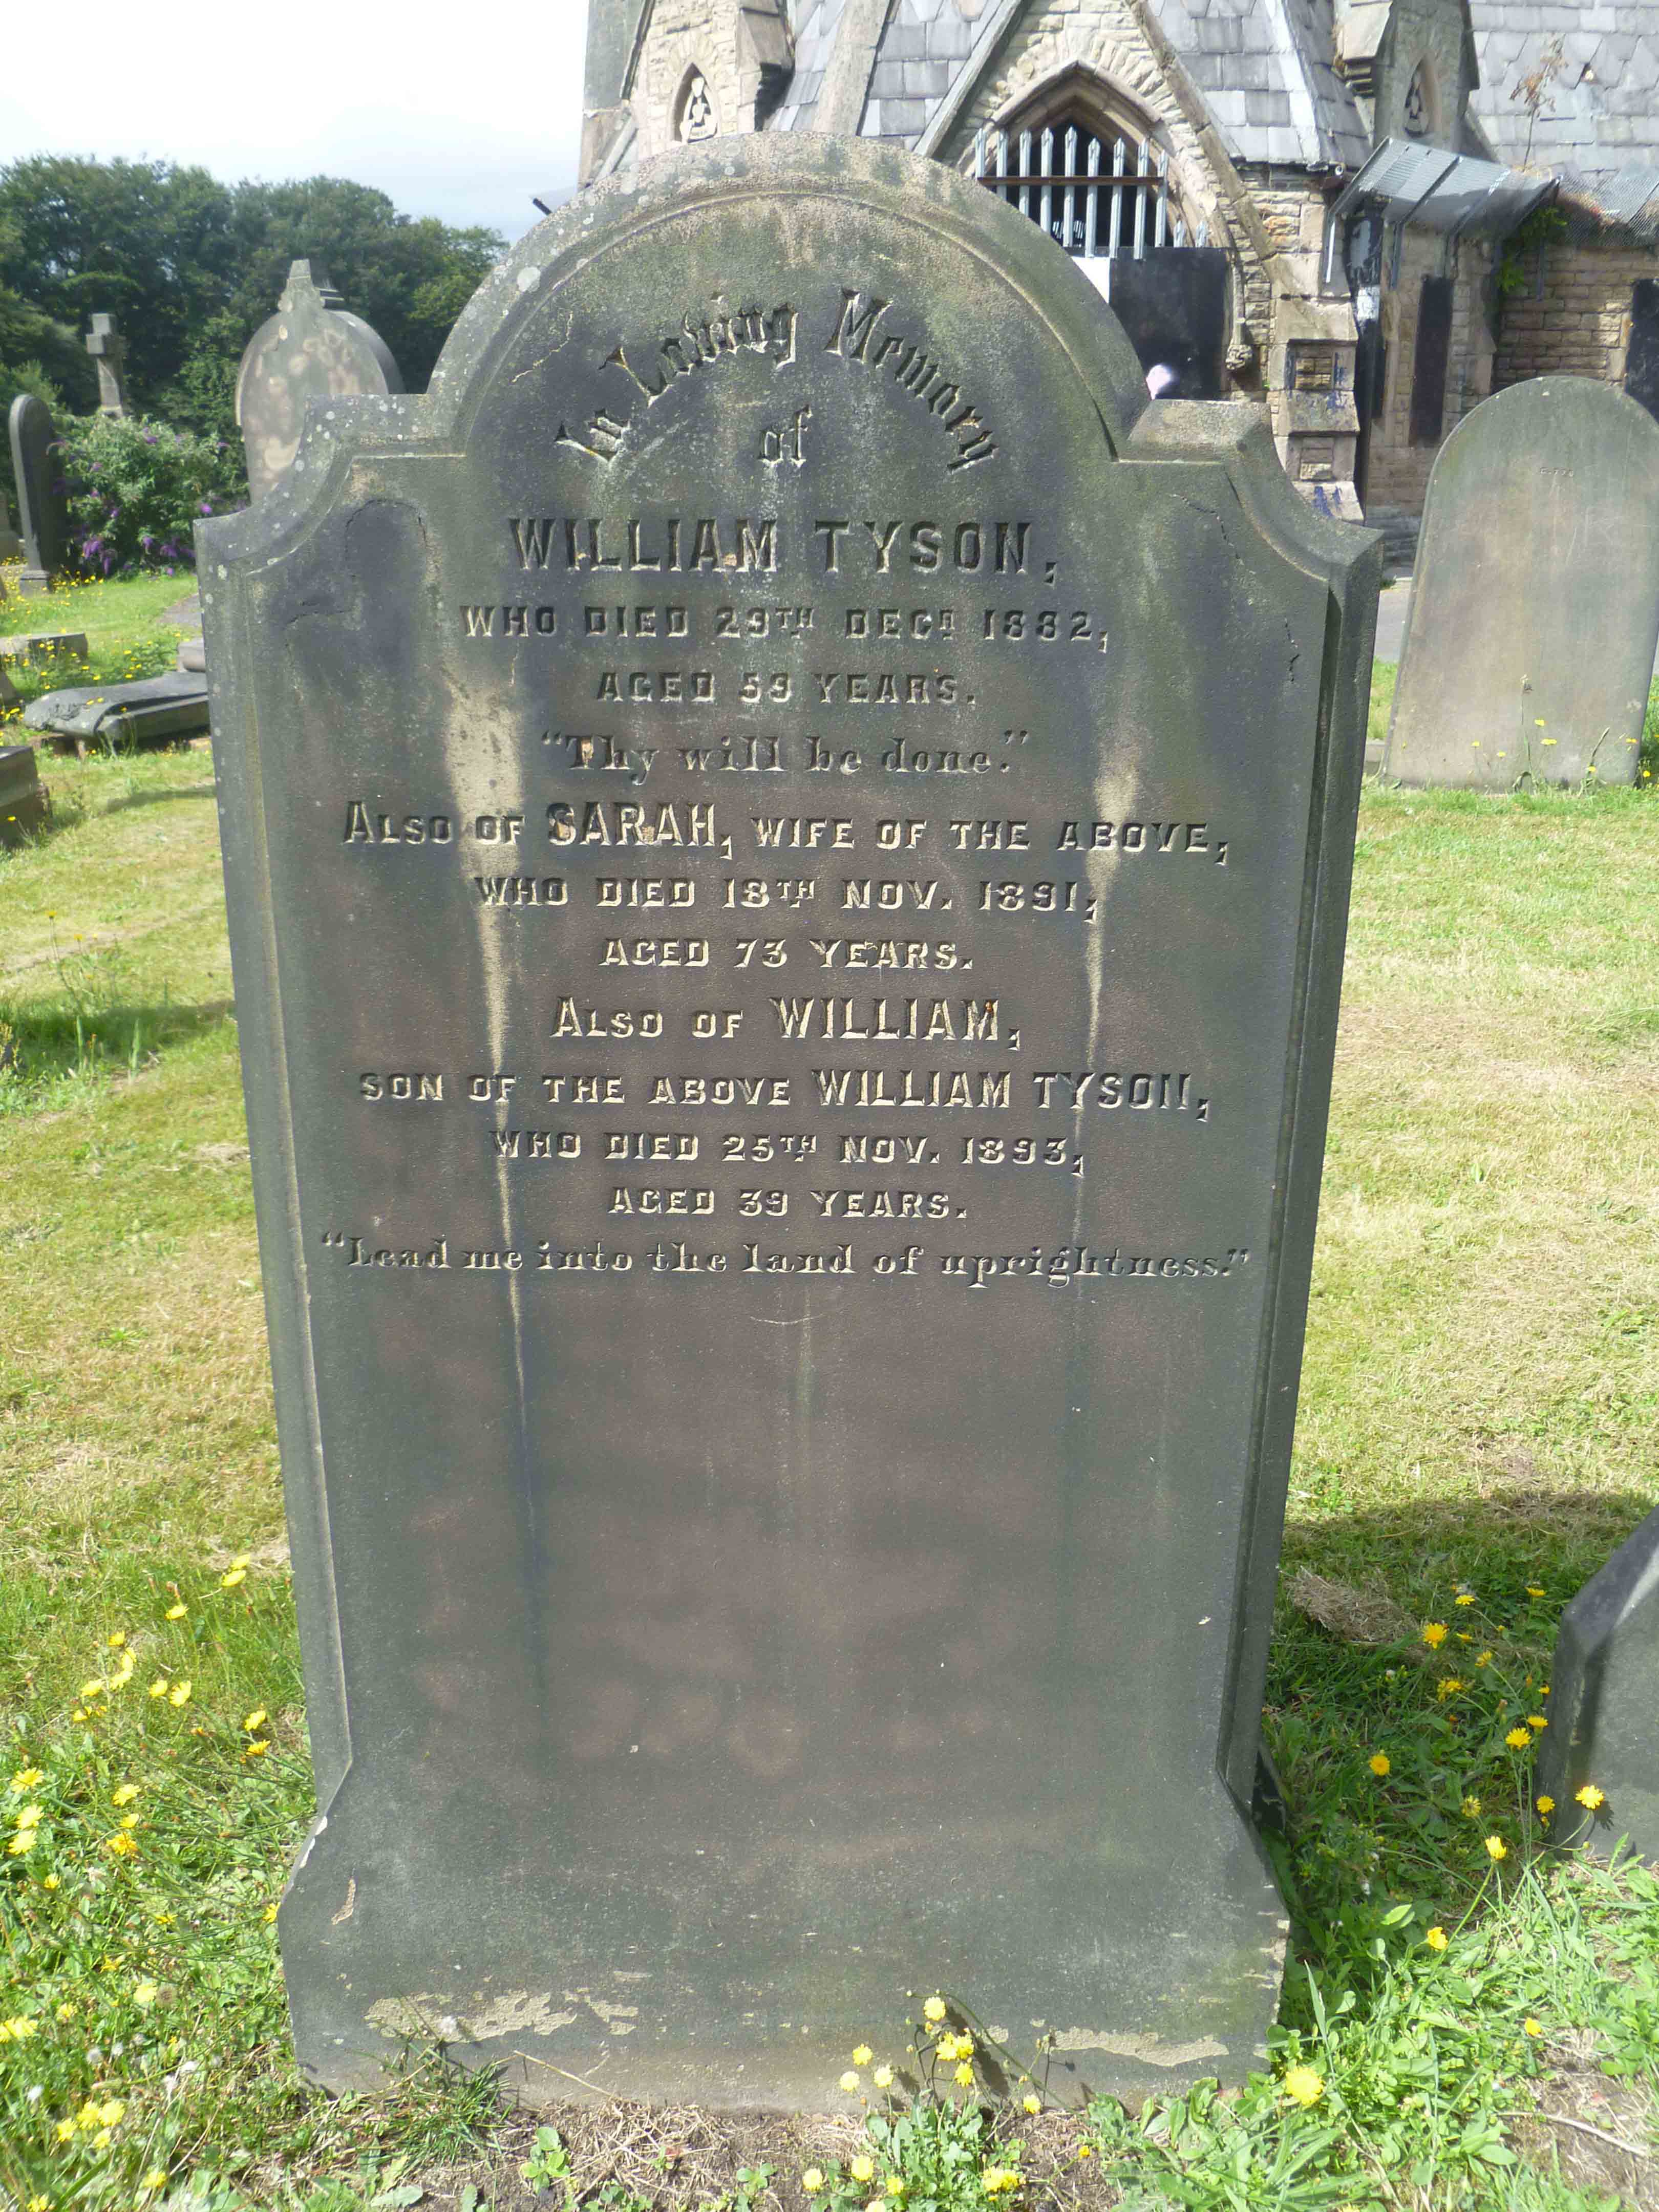 In Loving Memory
of
WILLIAM TYSON,
WHO DIED 29TH DECR 1882,
AGED 59 YEARS.
"Thy will be done."
ALSO OF SARAH, WIFE OF THE ABOVE,
WHO DIED 18TH NOV. 1891,
AGED 73 YEARS.
ALSO OF WILLIAM,
SON OF THE ABOVE WILLIAM TYSON,
WHO DIED 25TH NOV. 1893,
AGED 39 YEARS.
"Lead me into the land of uprightness."